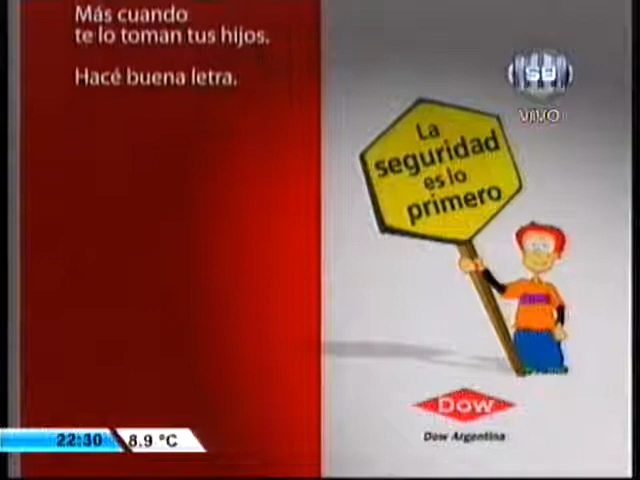 Más cuando
te lo toman tus hijos.
Hacé buena letra.
SB
VIVO
La
seguridad
es lo
primero
DOW
Dow Argentina
22:30
8.9 °C